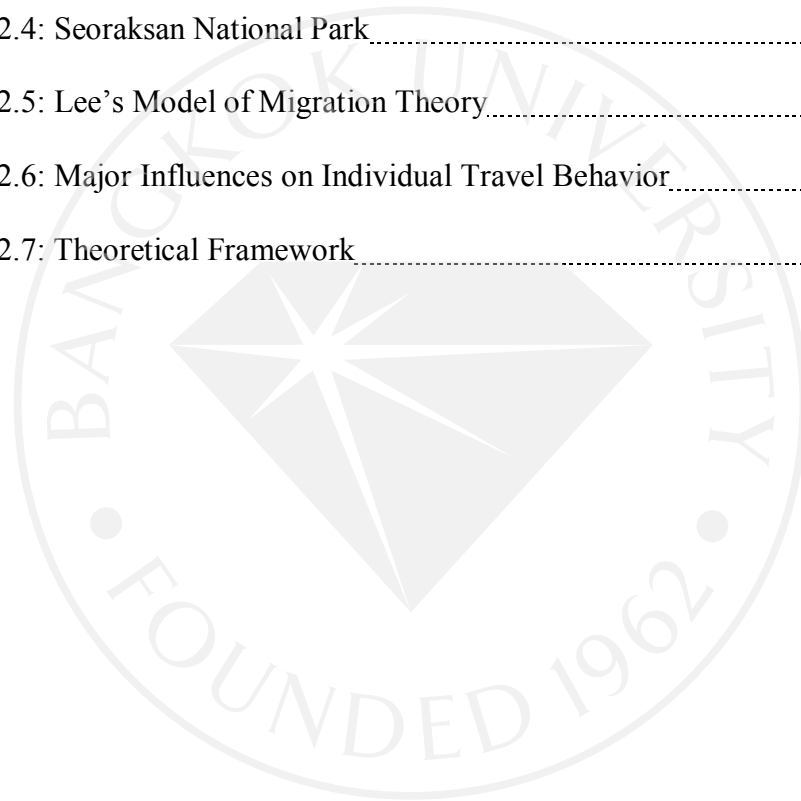 2.4: Seoraksan National Park
2.5: Lee’s Model of Migration Theory
2.6: Major Influences on Individual Travel Behavior
2.7: Theoretical Framework
BANGKOK UNIVERSITY
FOUNDED 1962